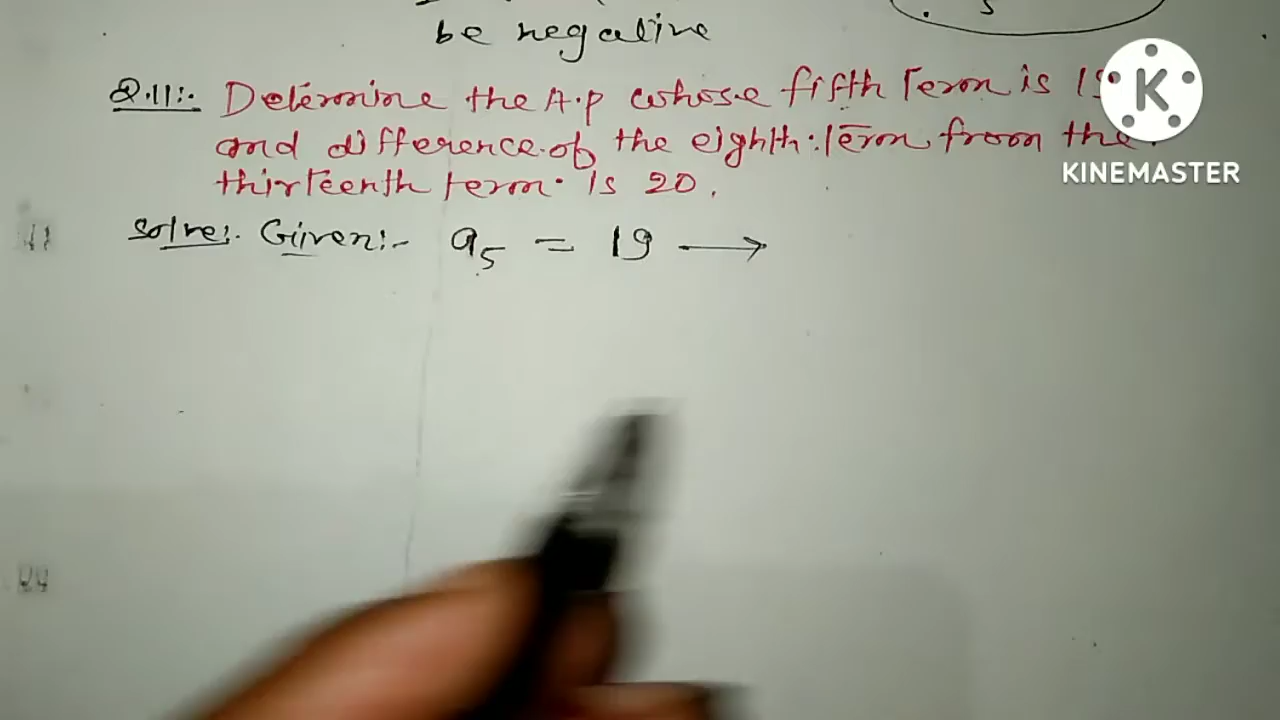 be negative
Q.11:. Determine the A.p whose fifth Term is
and difference.of the eighth.Term from the
thirteenth term. is 20.
KINEMASTER
Solve:. Given:- a5 = 19 →